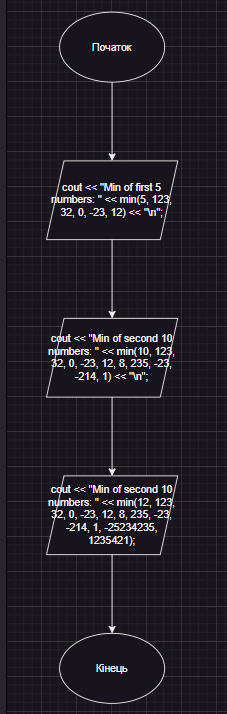 Початок
cout << "Min of first 5
numbers: " << min(5, 123,
32, 0, -23, 12) << "\n";
cout << "Min of second 10
numbers: " << min(10, 123,
32, 0, -23, 12, 8, 235, -23,
-214, 1) << "\n";
cout << "Min of second 10
numbers: " << min(12, 123,
32, 0, -23, 12, 8, 235, -23,
-214, 1, -25234235,
1235421);
Кінець